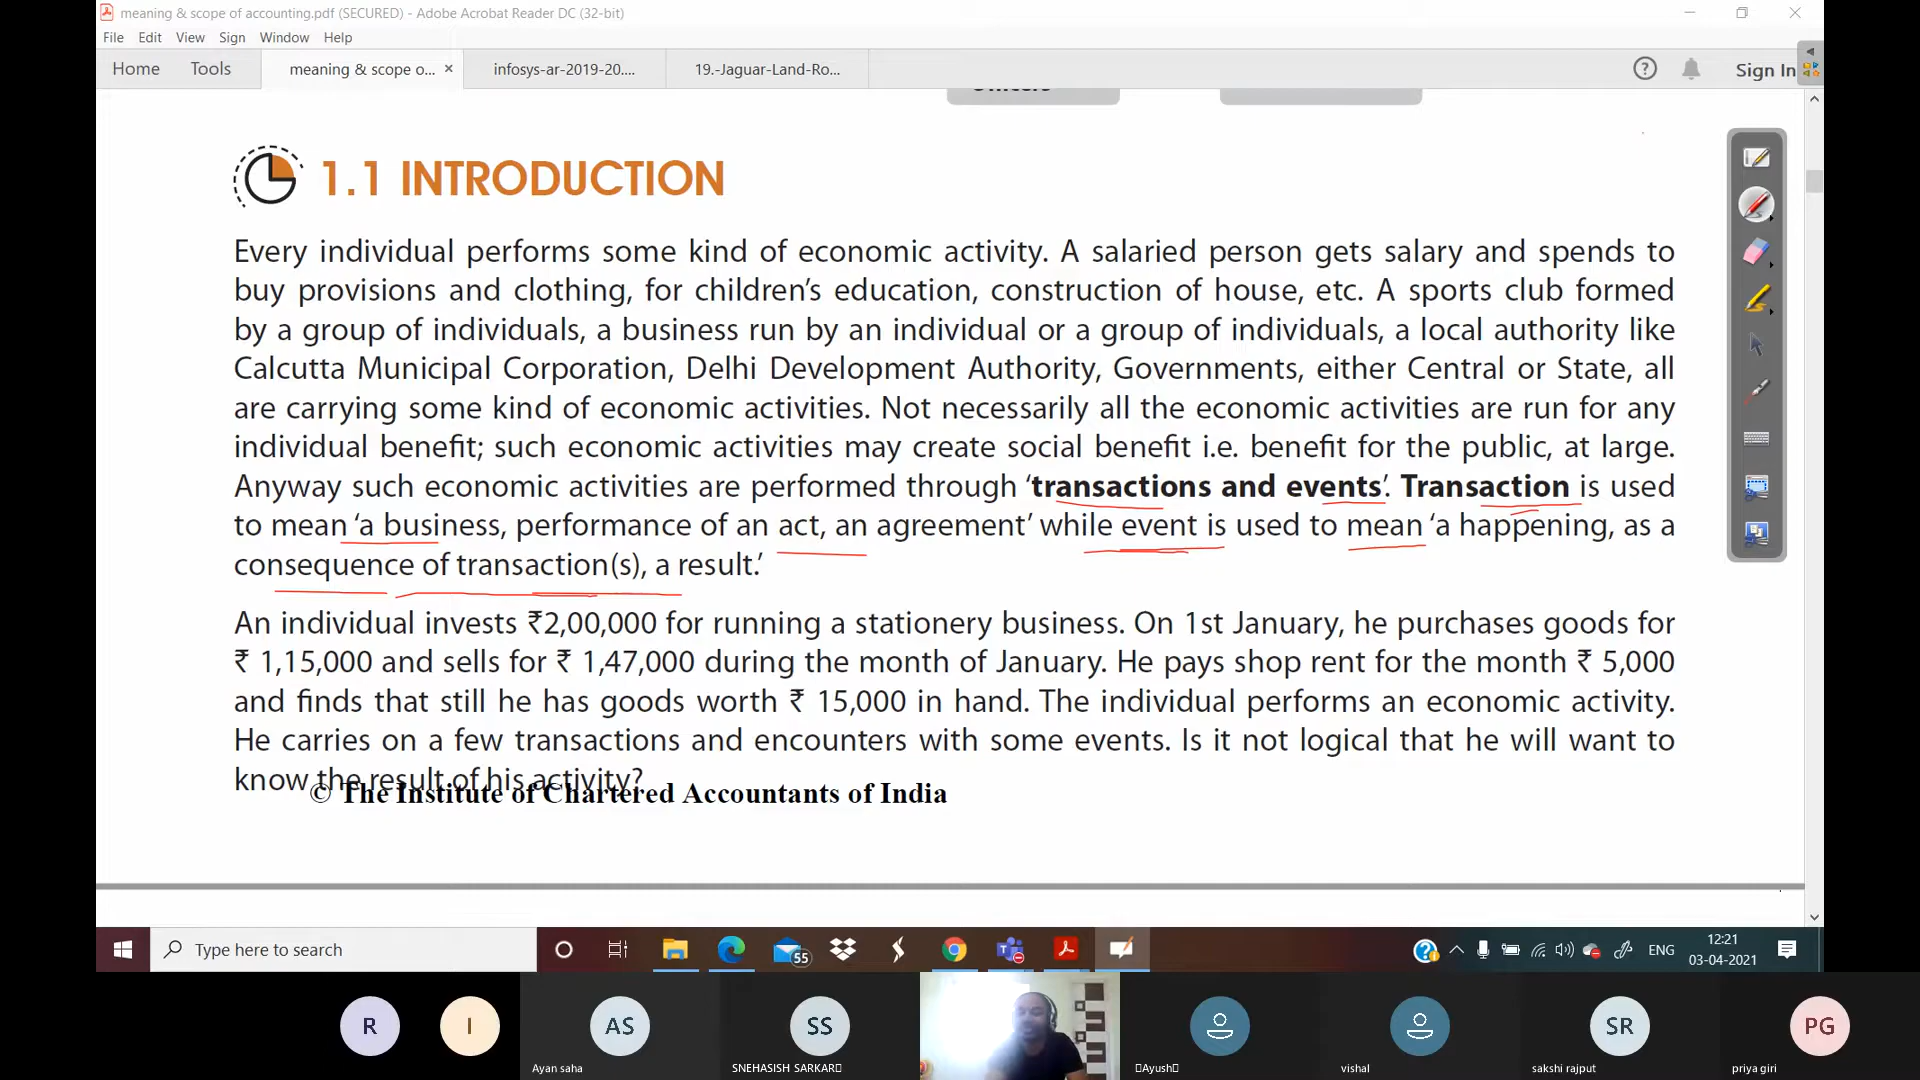 meaning & scope of accounting.pdf (SECURED) - Adobe Acrobat Reader DC (32-bit)
File Edit View Sign Window Help
Home Tools meaning & scope o... × infosys-ar-2019-20.... 19.-Jaguar-Land-Ro... Sign In
1.1 INTRODUCTION
Every individual performs some kind of economic activity. A salaried person gets salary and spends to
buy provisions and clothing, for children's education, construction of house, etc. A sports club formed
by a group of individuals, a business run by an individual or a group of individuals, a local authority like
Calcutta Municipal Corporation, Delhi Development Authority, Governments, either Central or State, all
are carrying some kind of economic activities. Not necessarily all the economic activities are run for any
individual benefit; such economic activities may create social benefit i.e. benefit for the public, at large.
Anyway such economic activities are performed through ‘transactions and events’. Transaction is used
to mean ‘a business, performance of an act, an agreement’ while event is used to mean ‘a happening, as a
consequence of transaction(s), a result.’
An individual invests ₹2,00,000 for running a stationery business. On 1st January, he purchases goods for
₹ 1,15,000 and sells for ₹ 1,47,000 during the month of January. He pays shop rent for the month ₹ 5,000
and finds that still he has goods worth ₹ 15,000 in hand. The individual performs an economic activity.
He carries on a few transactions and encounters with some events. Is it not logical that he will want to
know the result of his activity?
© The Institute of Chartered Accountants of India
Type here to search 55 ENG 12:21
03-04-2021
R I AS SS SR PG
Ayan saha SNEHASISH SARKAR Ayush vishal sakshi rajput priya giri